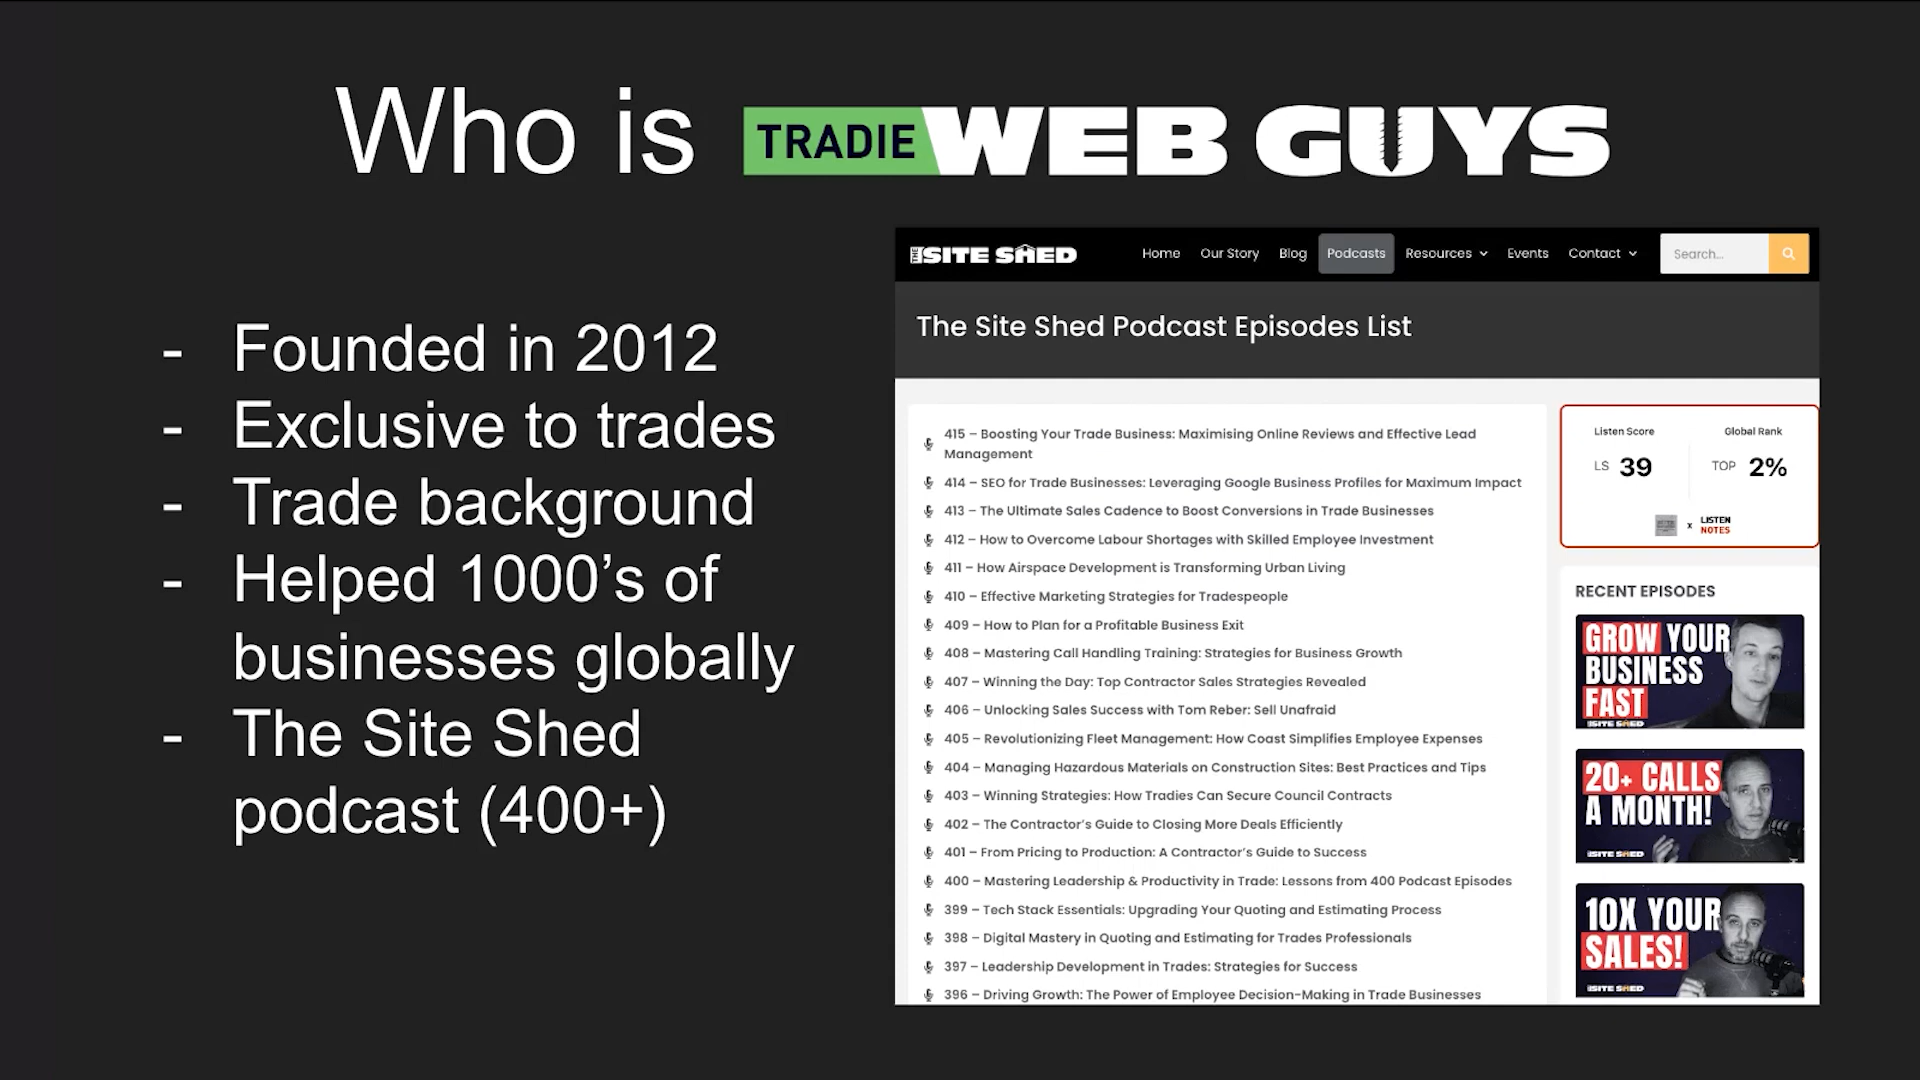 Who is TRADIE WEB GUYS
- Founded in 2012
- Exclusive to trades
- Trade background
- Helped 1000’s of
businesses globally
- The Site Shed
podcast (400+)
THE SITE SHED
Home Our Story Blog Podcasts Resources Events Contact Search...
The Site Shed Podcast Episodes List
415 – Boosting Your Trade Business: Maximising Online Reviews and Effective Lead
Management
414 – SEO for Trade Businesses: Leveraging Google Business Profiles for Maximum Impact
413 – The Ultimate Sales Cadence to Boost Conversions in Trade Businesses
412 – How to Overcome Labour Shortages with Skilled Employee Investment
411 – How Airspace Development is Transforming Urban Living
410 – Effective Marketing Strategies for Tradespeople
409 – How to Plan for a Profitable Business Exit
408 – Mastering Call Handling Training: Strategies for Business Growth
407 – Winning the Day: Top Contractor Sales Strategies Revealed
406 – Unlocking Sales Success with Tom Reber: Sell Unafraid
405 – Revolutionizing Fleet Management: How Coast Simplifies Employee Expenses
404 – Managing Hazardous Materials on Construction Sites: Best Practices and Tips
403 – Winning Strategies: How Tradies Can Secure Council Contracts
402 – The Contractor’s Guide to Closing More Deals Efficiently
401 – From Pricing to Production: A Contractor’s Guide to Success
400 – Mastering Leadership & Productivity in Trade: Lessons from 400 Podcast Episodes
399 – Tech Stack Essentials: Upgrading Your Quoting and Estimating Process
398 – Digital Mastery in Quoting and Estimating for Trades Professionals
397 – Leadership Development in Trades: Strategies for Success
396 – Driving Growth: The Power of Employee Decision-Making in Trade Businesses
Listen Score Global Rank
LS 39 TOP 2%
x LISTEN
NOTES
RECENT EPISODES
GROW YOUR
BUSINESS
FAST
SITE SHED
20+ CALLS
A MONTH!
SITE SHED
10X YOUR
SALES!
SITE SHED